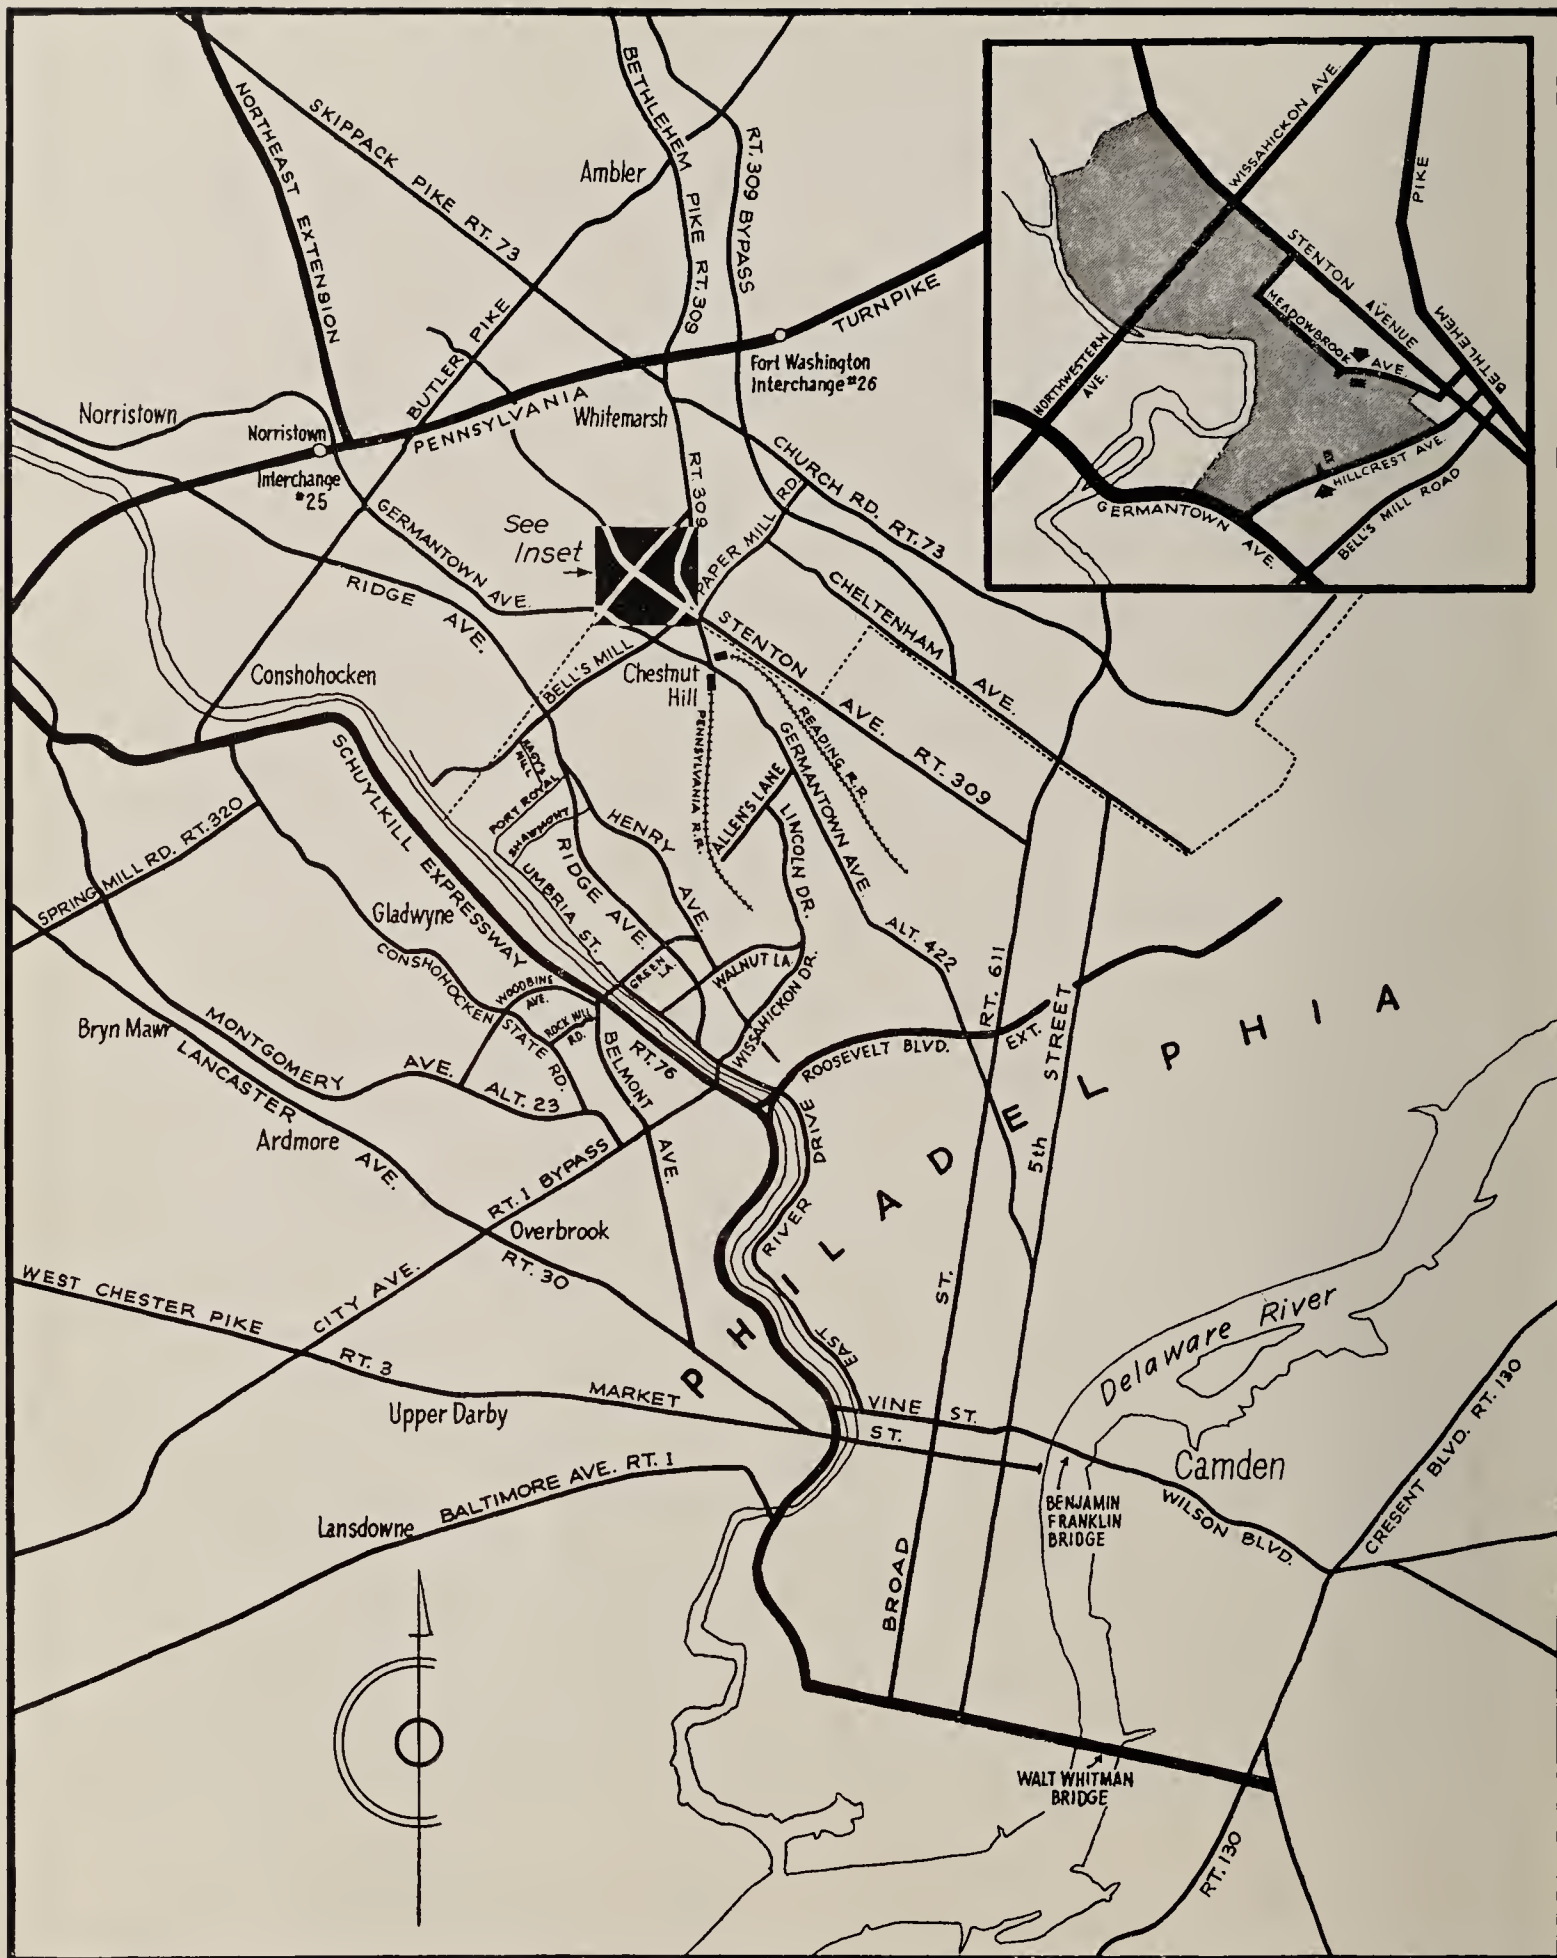 NORTHEAST EXTENSION
SKIPPACK PIKE RT. 73
BETHLEHEM PIKE RT. 309
RT. 309 BYPASS
Ambler
BUTLER PIKE
TURNPIKE
Fort Washington
Interchange #26
PENNSYLVANIA
Whitemarsh
Norristown
Norristown
Interchange
#25
RT. 309
CHURCH RD. RT. 73
PAPER MILL RD.
See
Inset
GERMANTOWN AVE.
RIDGE AVE.
CHELTENHAM AVE.
STENTON AVE. RT. 309
BELL'S MILL
Chestnut
Hill
Conshohocken
READING R.R.
PENNSYLVANIA R.R.
GERMANTOWN AVE.
ALLEN'S LANE
LINCOLN DR.
HAGY'S
MILL
PORT ROYAL
SHAWMONT
HENRY AVE.
RIDGE AVE.
UMBRIA ST.
SCHUYLKILL EXPRESSWAY
SPRING MILL RD. RT. 320
Gladwyne
CONSHOHOCKEN STATE RD.
WOODBINE
AVE.
ROCK HILL
RD.
GREEN
LA.
WALNUT LA.
WISSAHICKON DR.
ALT. 422
RT. 611
5th STREET
EXT.
ROOSEVELT BLVD.
Bryn Mawr
MONTGOMERY AVE.
ALT. 23
LANCASTER AVE.
Ardmore
BELMONT AVE.
RT. 76
RT. 1 BYPASS
CITY AVE.
Overbrook
RT. 30
EAST RIVER DRIVE
PHILADELPHIA
WEST CHESTER PIKE
RT. 3
MARKET ST.
Upper Darby
VINE ST.
BALTIMORE AVE. RT. 1
Lansdowne
BROAD ST.
Delaware River
Camden
BENJAMIN
FRANKLIN
BRIDGE
WILSON BLVD.
CRESENT BLVD. RT. 130
WALT WHITMAN
BRIDGE
RT. 130
WISSAHICKON AVE.
PIKE
BETHLEHEM
STENTON AVENUE
MEADOWBROOK AVE.
NORTHWESTERN
AVE.
HILLCREST AVE.
BELL'S MILL ROAD
GERMANTOWN AVE.